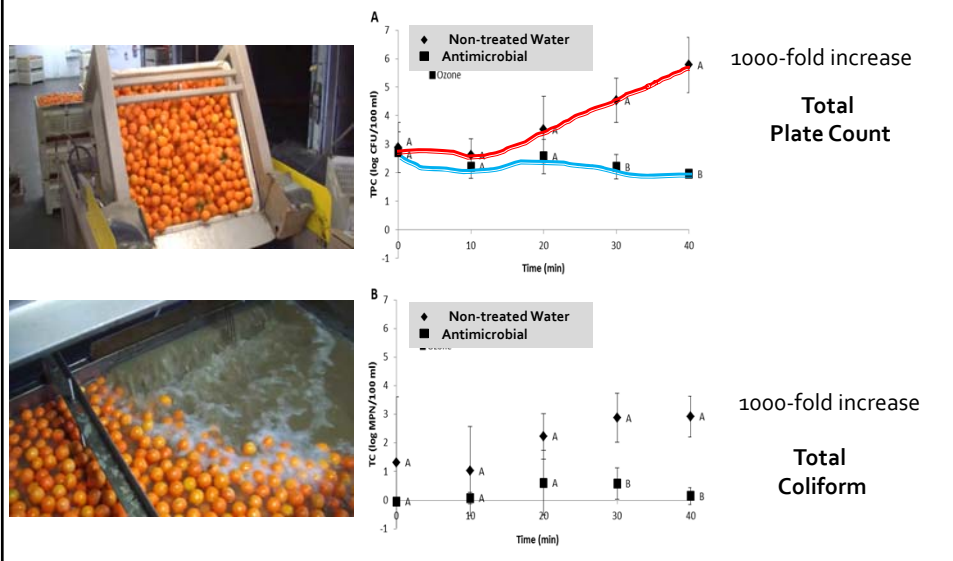 A
7
6
5
4
3
2
1
0
-1
TPC (log CFU/100 ml)
Non-treated Water
Antimicrobial
Ozone
A
A
A
A
A
A
A
A
B
B
0
10
20
30
40
Time (min)
1000-fold increase
Total
Plate Count
B
7
6
5
4
3
2
1
0
-1
TC (log MPN/100 ml)
Non-treated Water
Antimicrobial
A
A
A
A
A
A
A
A
B
B
0
10
20
30
40
Time (min)
1000-fold increase
Total
Coliform